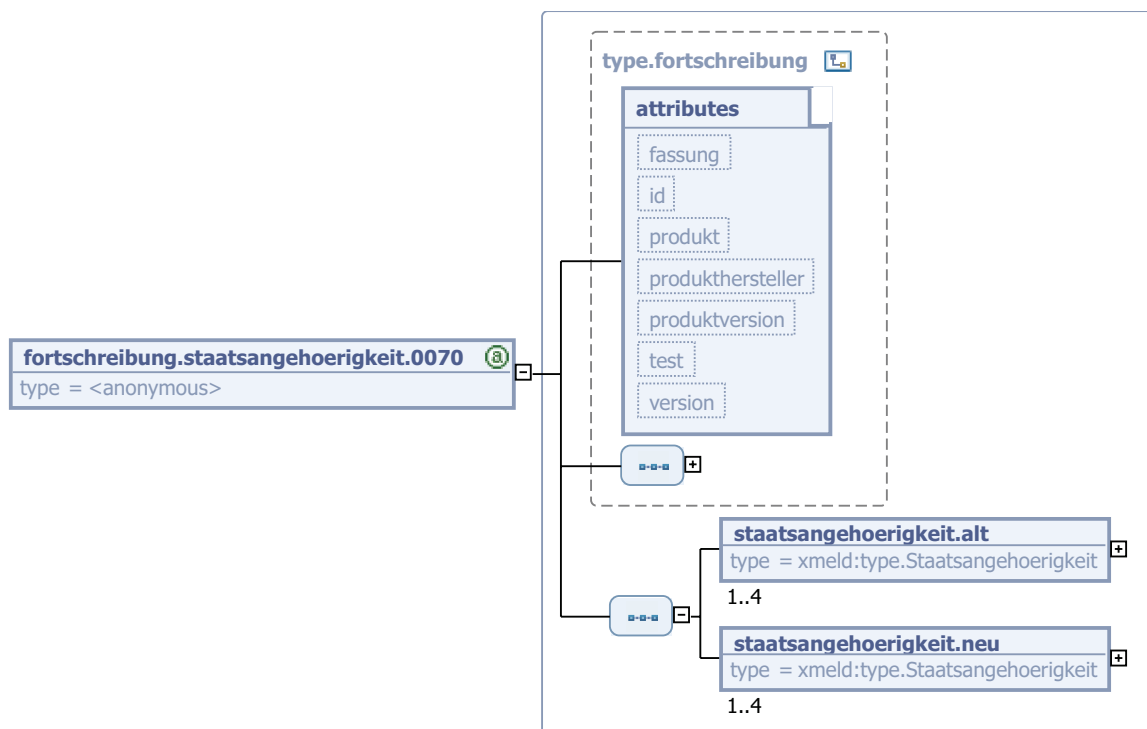 type.fortschreibung
attributes
fassung
id
produkt
produkthersteller
produktversion
test
version
fortschreibung.staatsangehoerigkeit.0070 a
type = <anonymous>
staatsangehoerigkeit.alt
type = xmeld:type.Staatsangehoerigkeit
1..4
staatsangehoerigkeit.neu
type = xmeld:type.Staatsangehoerigkeit
1..4